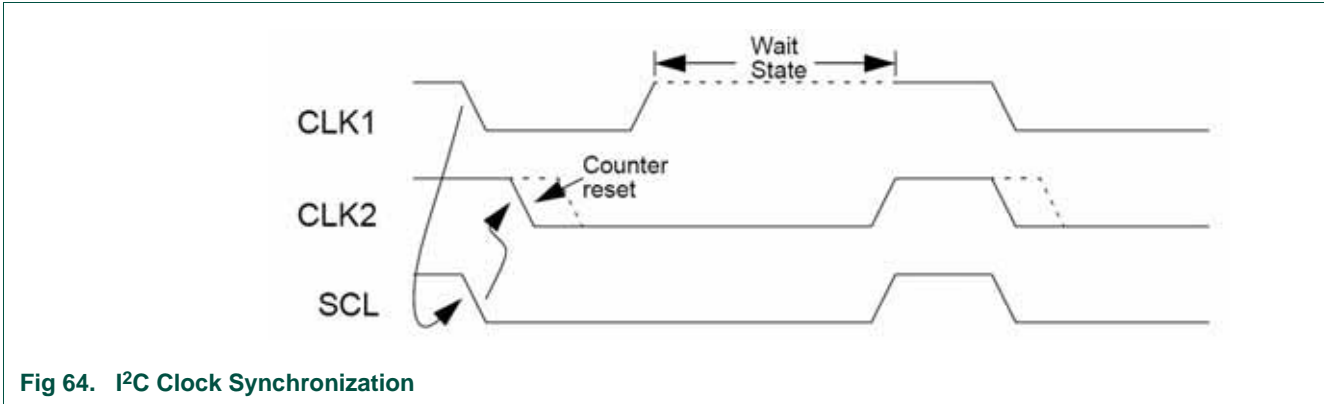 Wait
State
CLK1
Counter
reset
CLK2
SCL
Fig 64. I²C Clock Synchronization